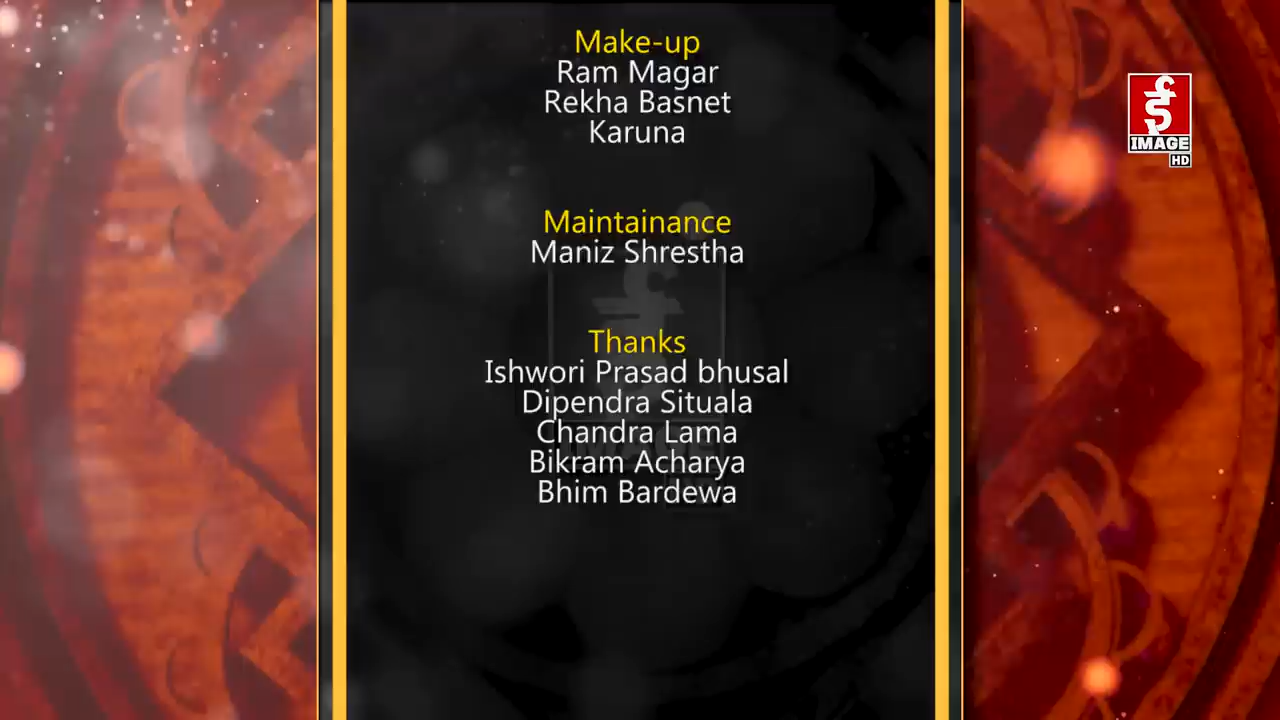 Make-up
Ram Magar
Rekha Basnet
Karuna
Maintainance
Maniz Shrestha
Thanks
Ishwori Prasad bhusal
Dipendra Situala
Chandra Lama
Bikram Acharya
Bhim Bardewa
IMAGE
HD